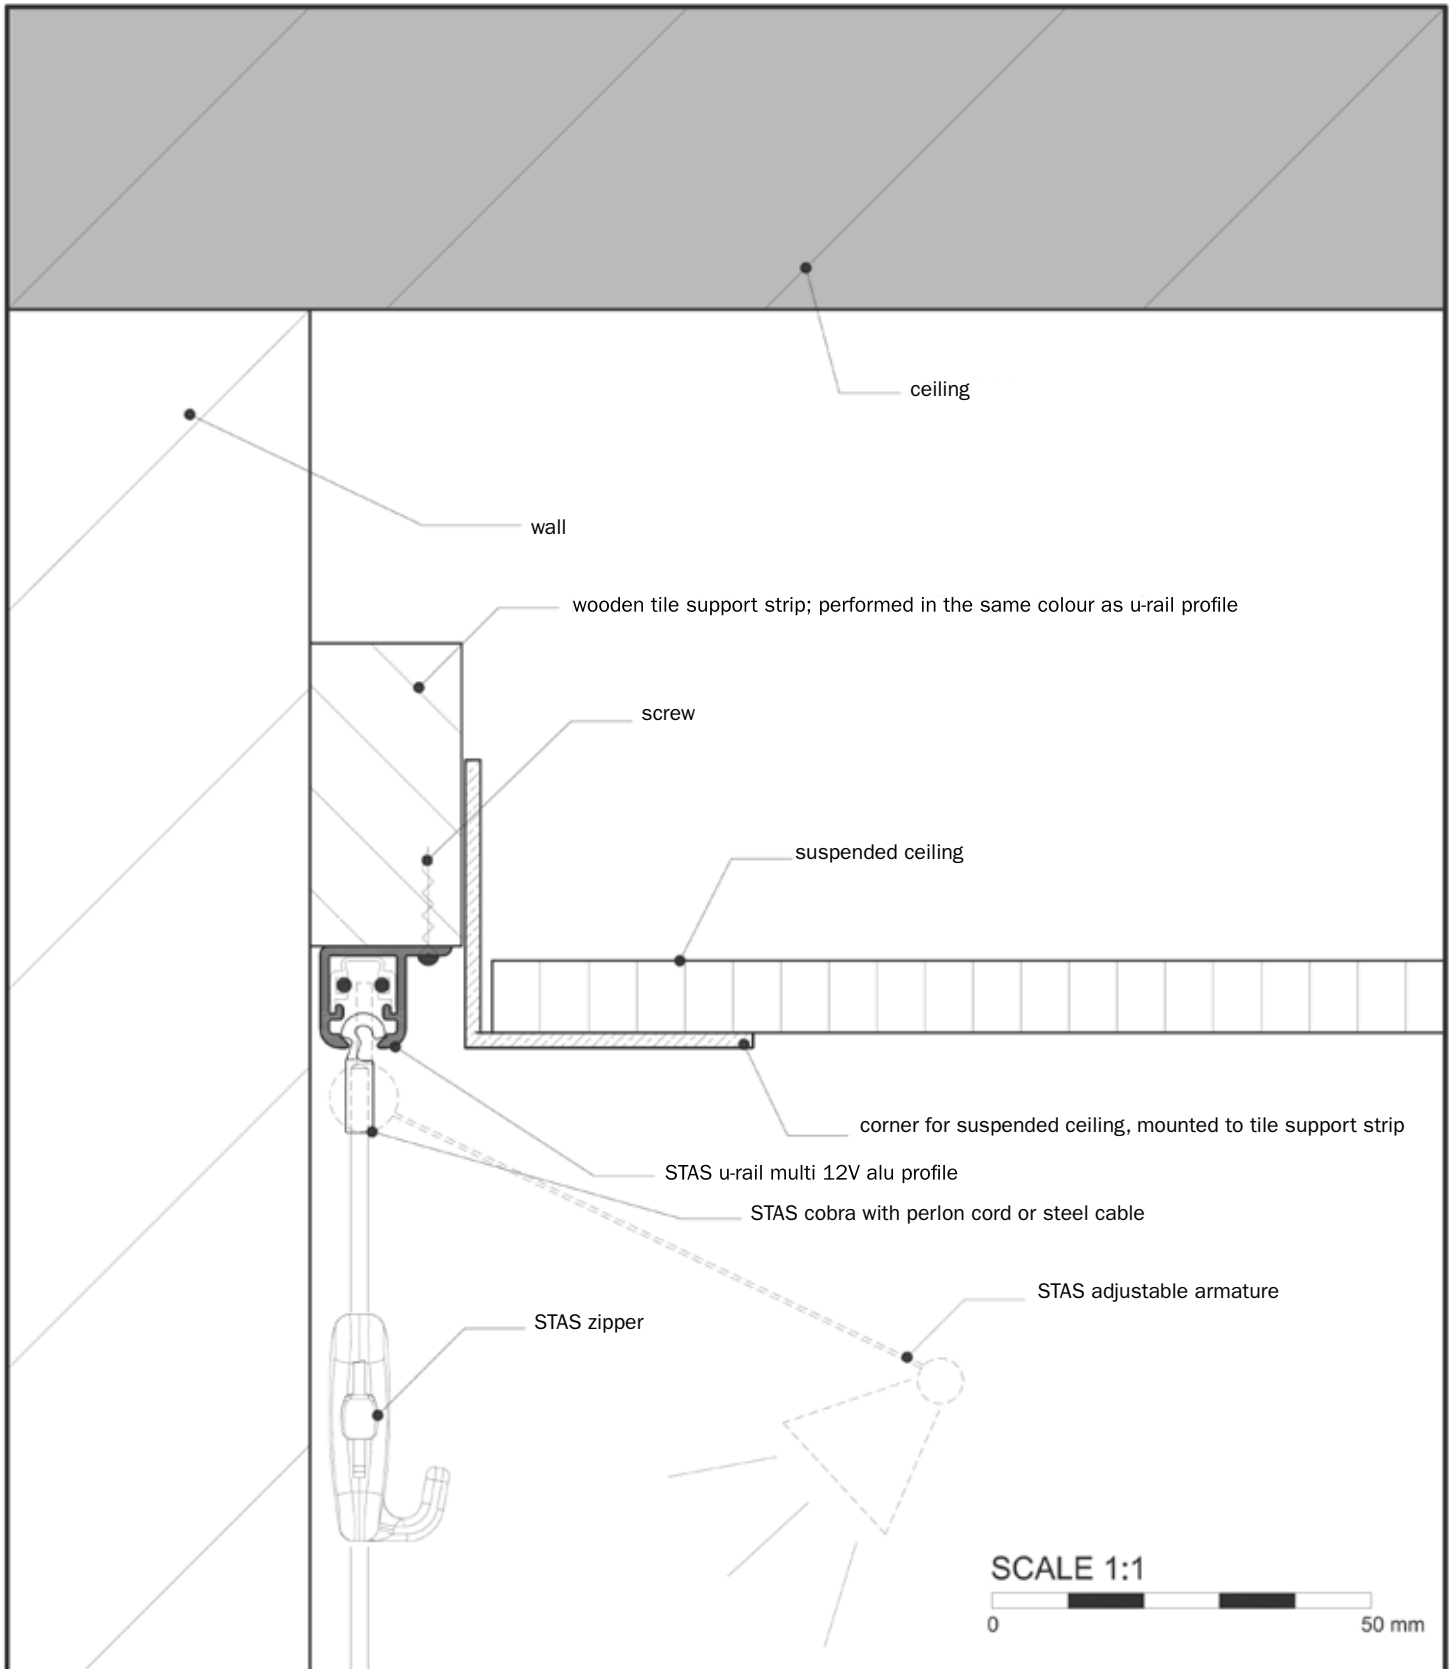 ceiling
wall
wooden tile support strip; performed in the same colour as u-rail profile
screw
suspended ceiling
corner for suspended ceiling, mounted to tile support strip
STAS u-rail multi 12V alu profile
STAS cobra with perlon cord or steel cable
STAS adjustable armature
STAS zipper
SCALE 1:1
0 50 mm